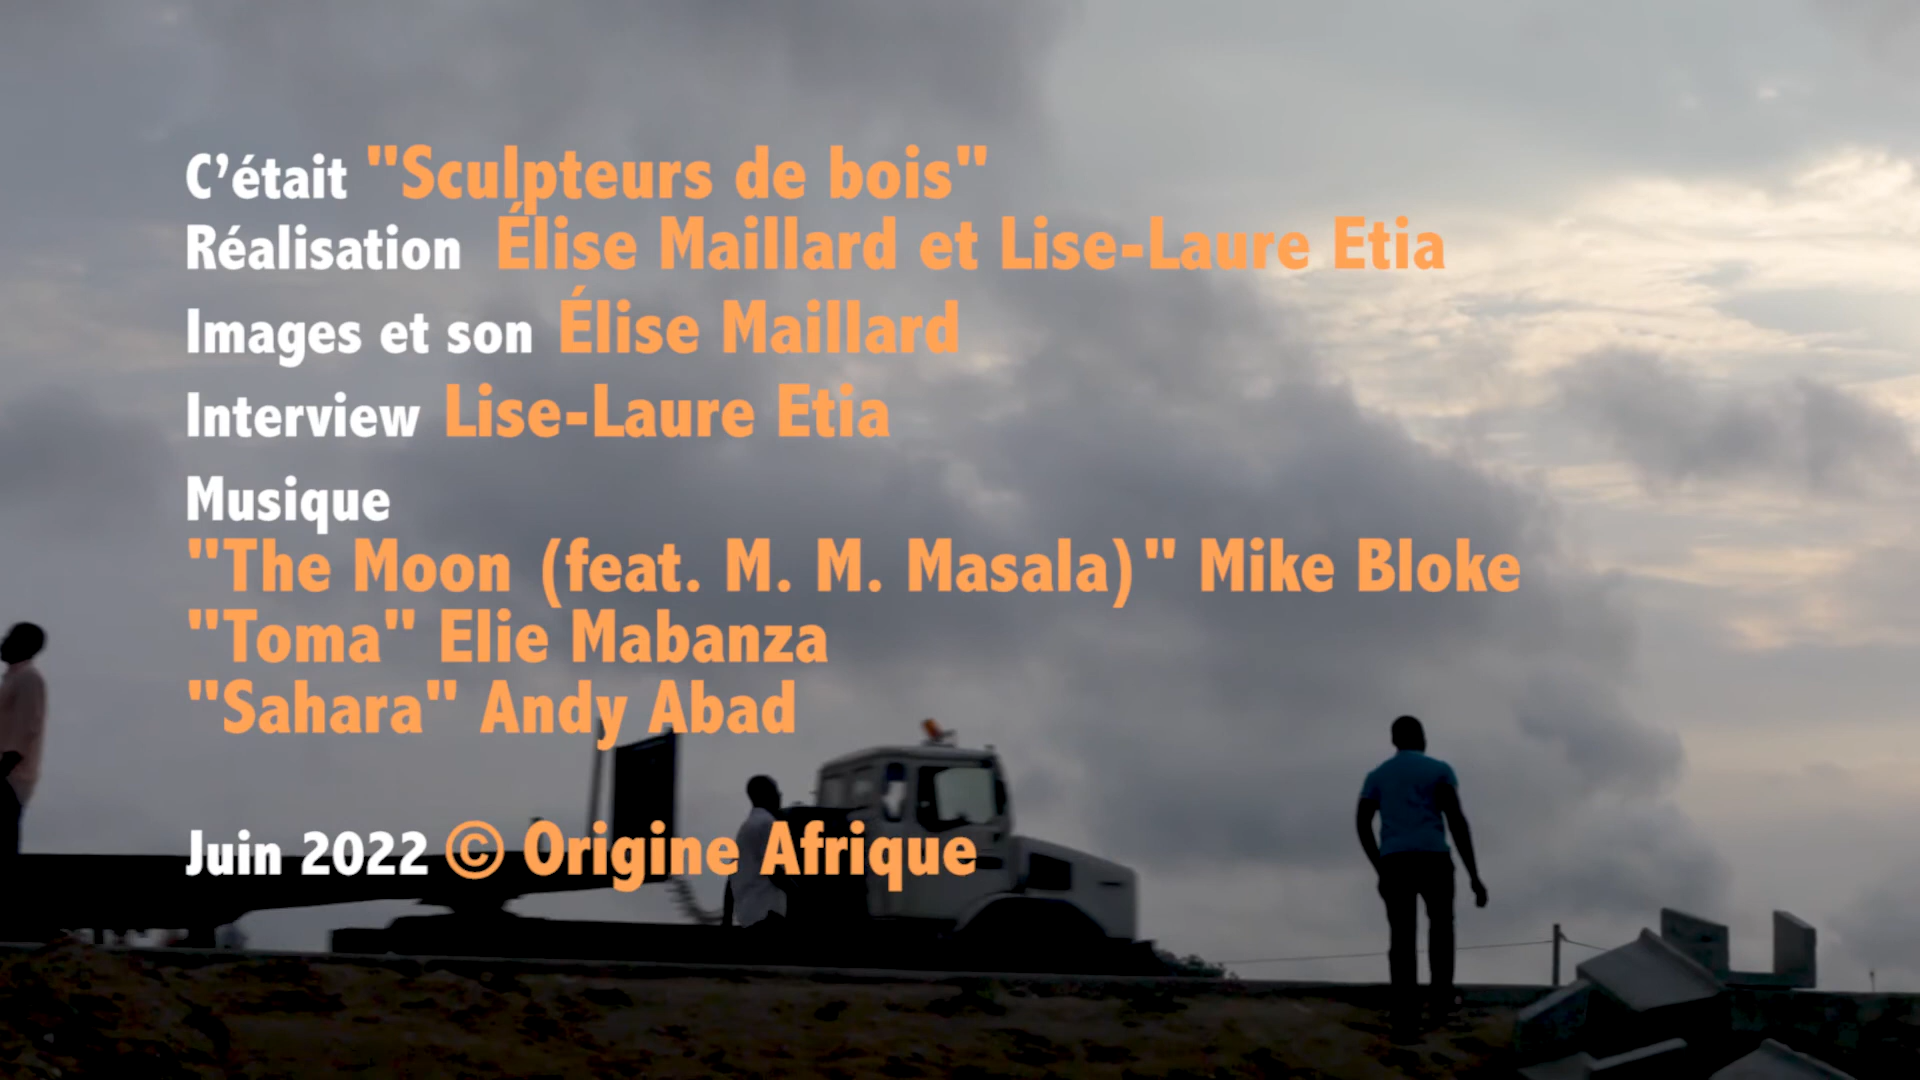 C’était "Sculpteurs de bois"
Réalisation Élise Maillard et Lise-Laure Etia
Images et son Élise Maillard
Interview Lise-Laure Etia
Musique
"The Moon (feat. M. M. Masala)" Mike Bloke
"Toma" Elie Mabanza
"Sahara" Andy Abad
Juin 2022 © Origine Afrique